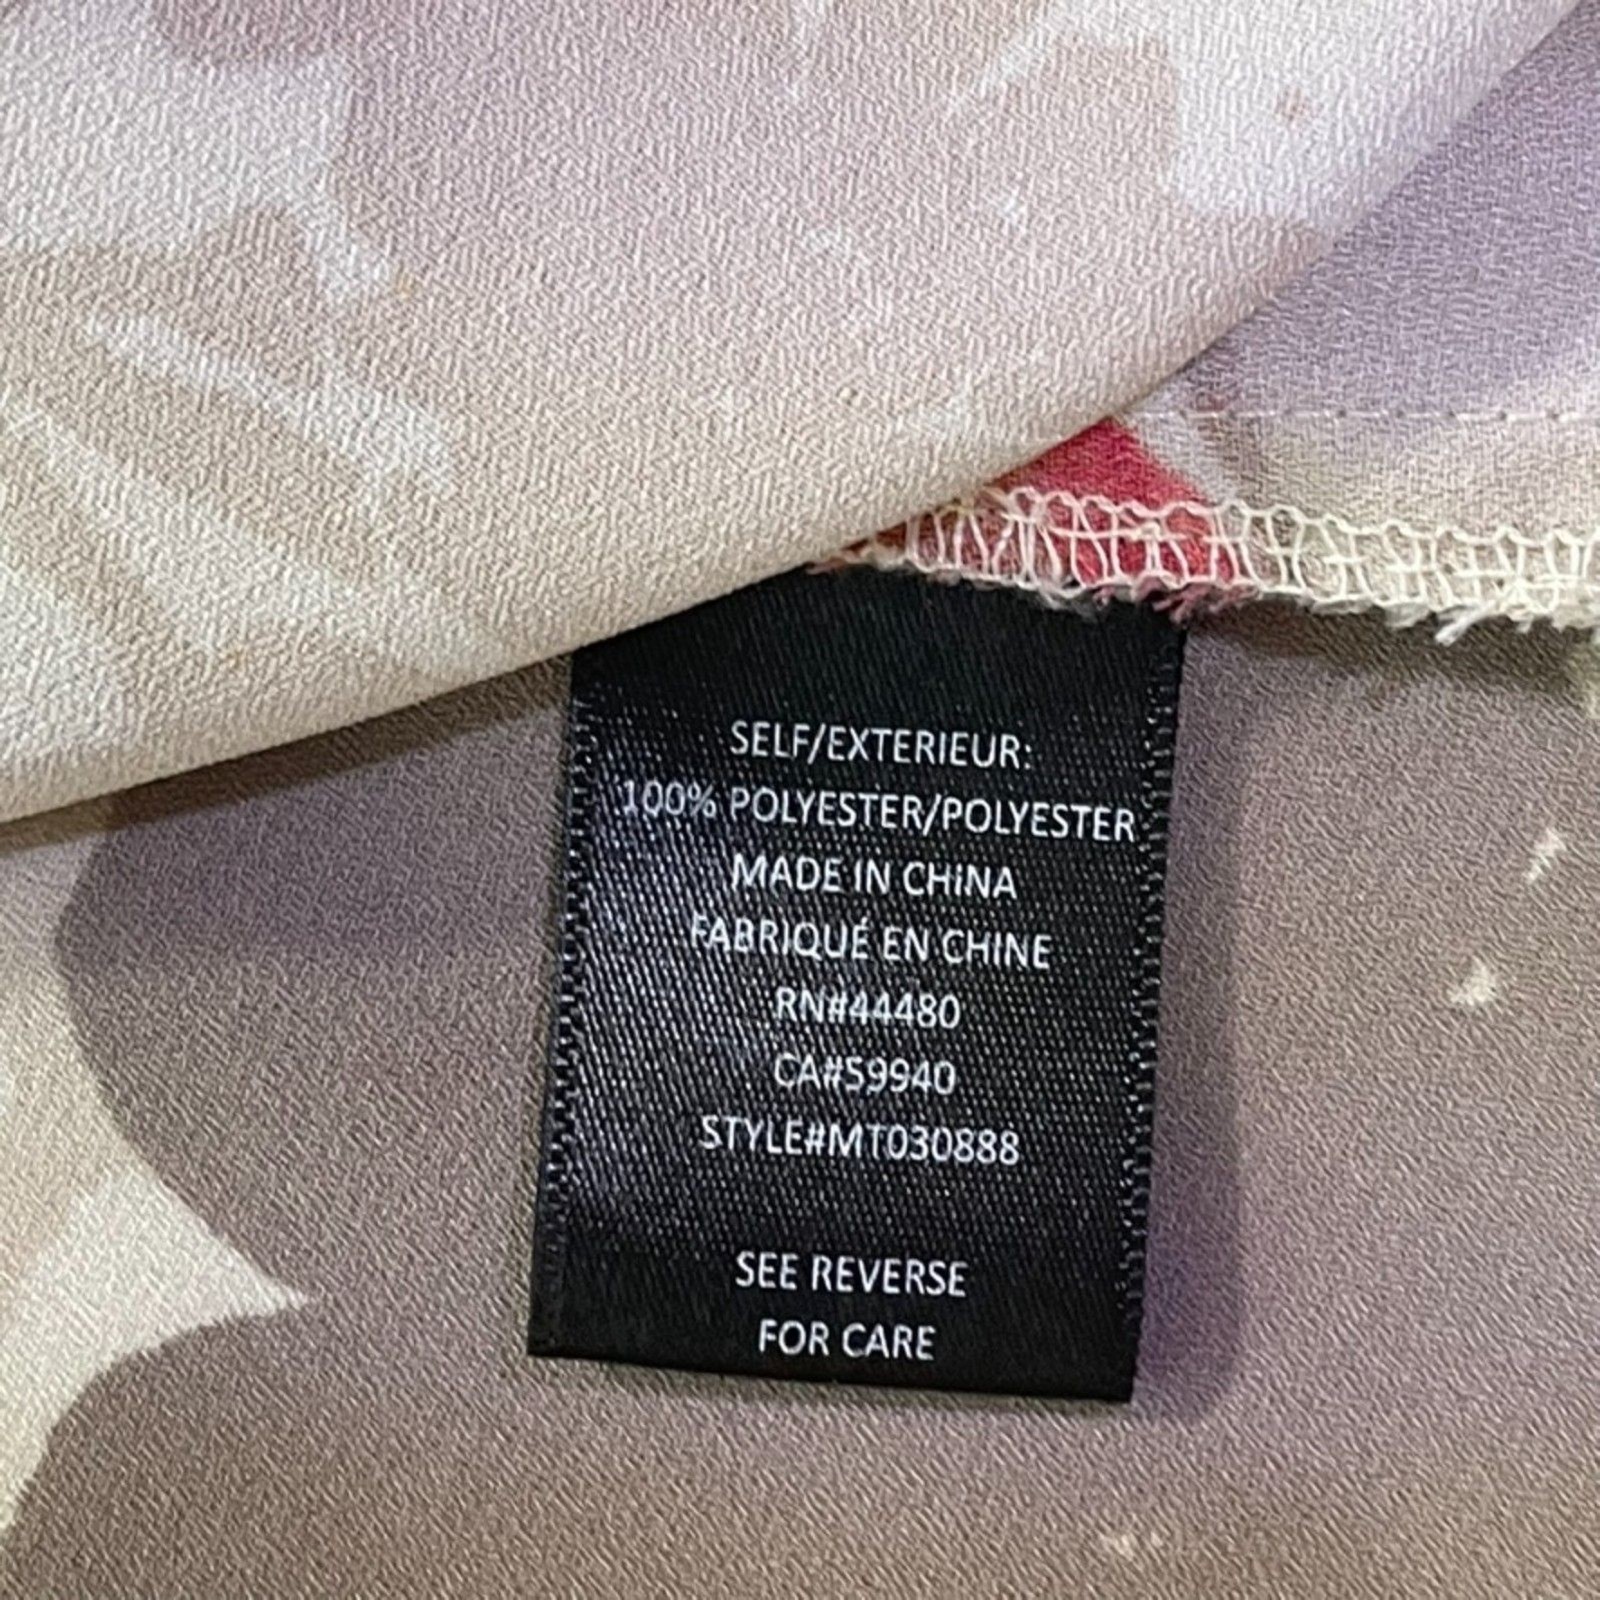 SELF/EXTERIEUR:
100% POLYESTER/POLYESTER
MADE IN CHINA
FABRIQUÉ EN CHINE
RN#44480
CA#59940
STYLE#MT030888
SEE REVERSE
FOR CARE